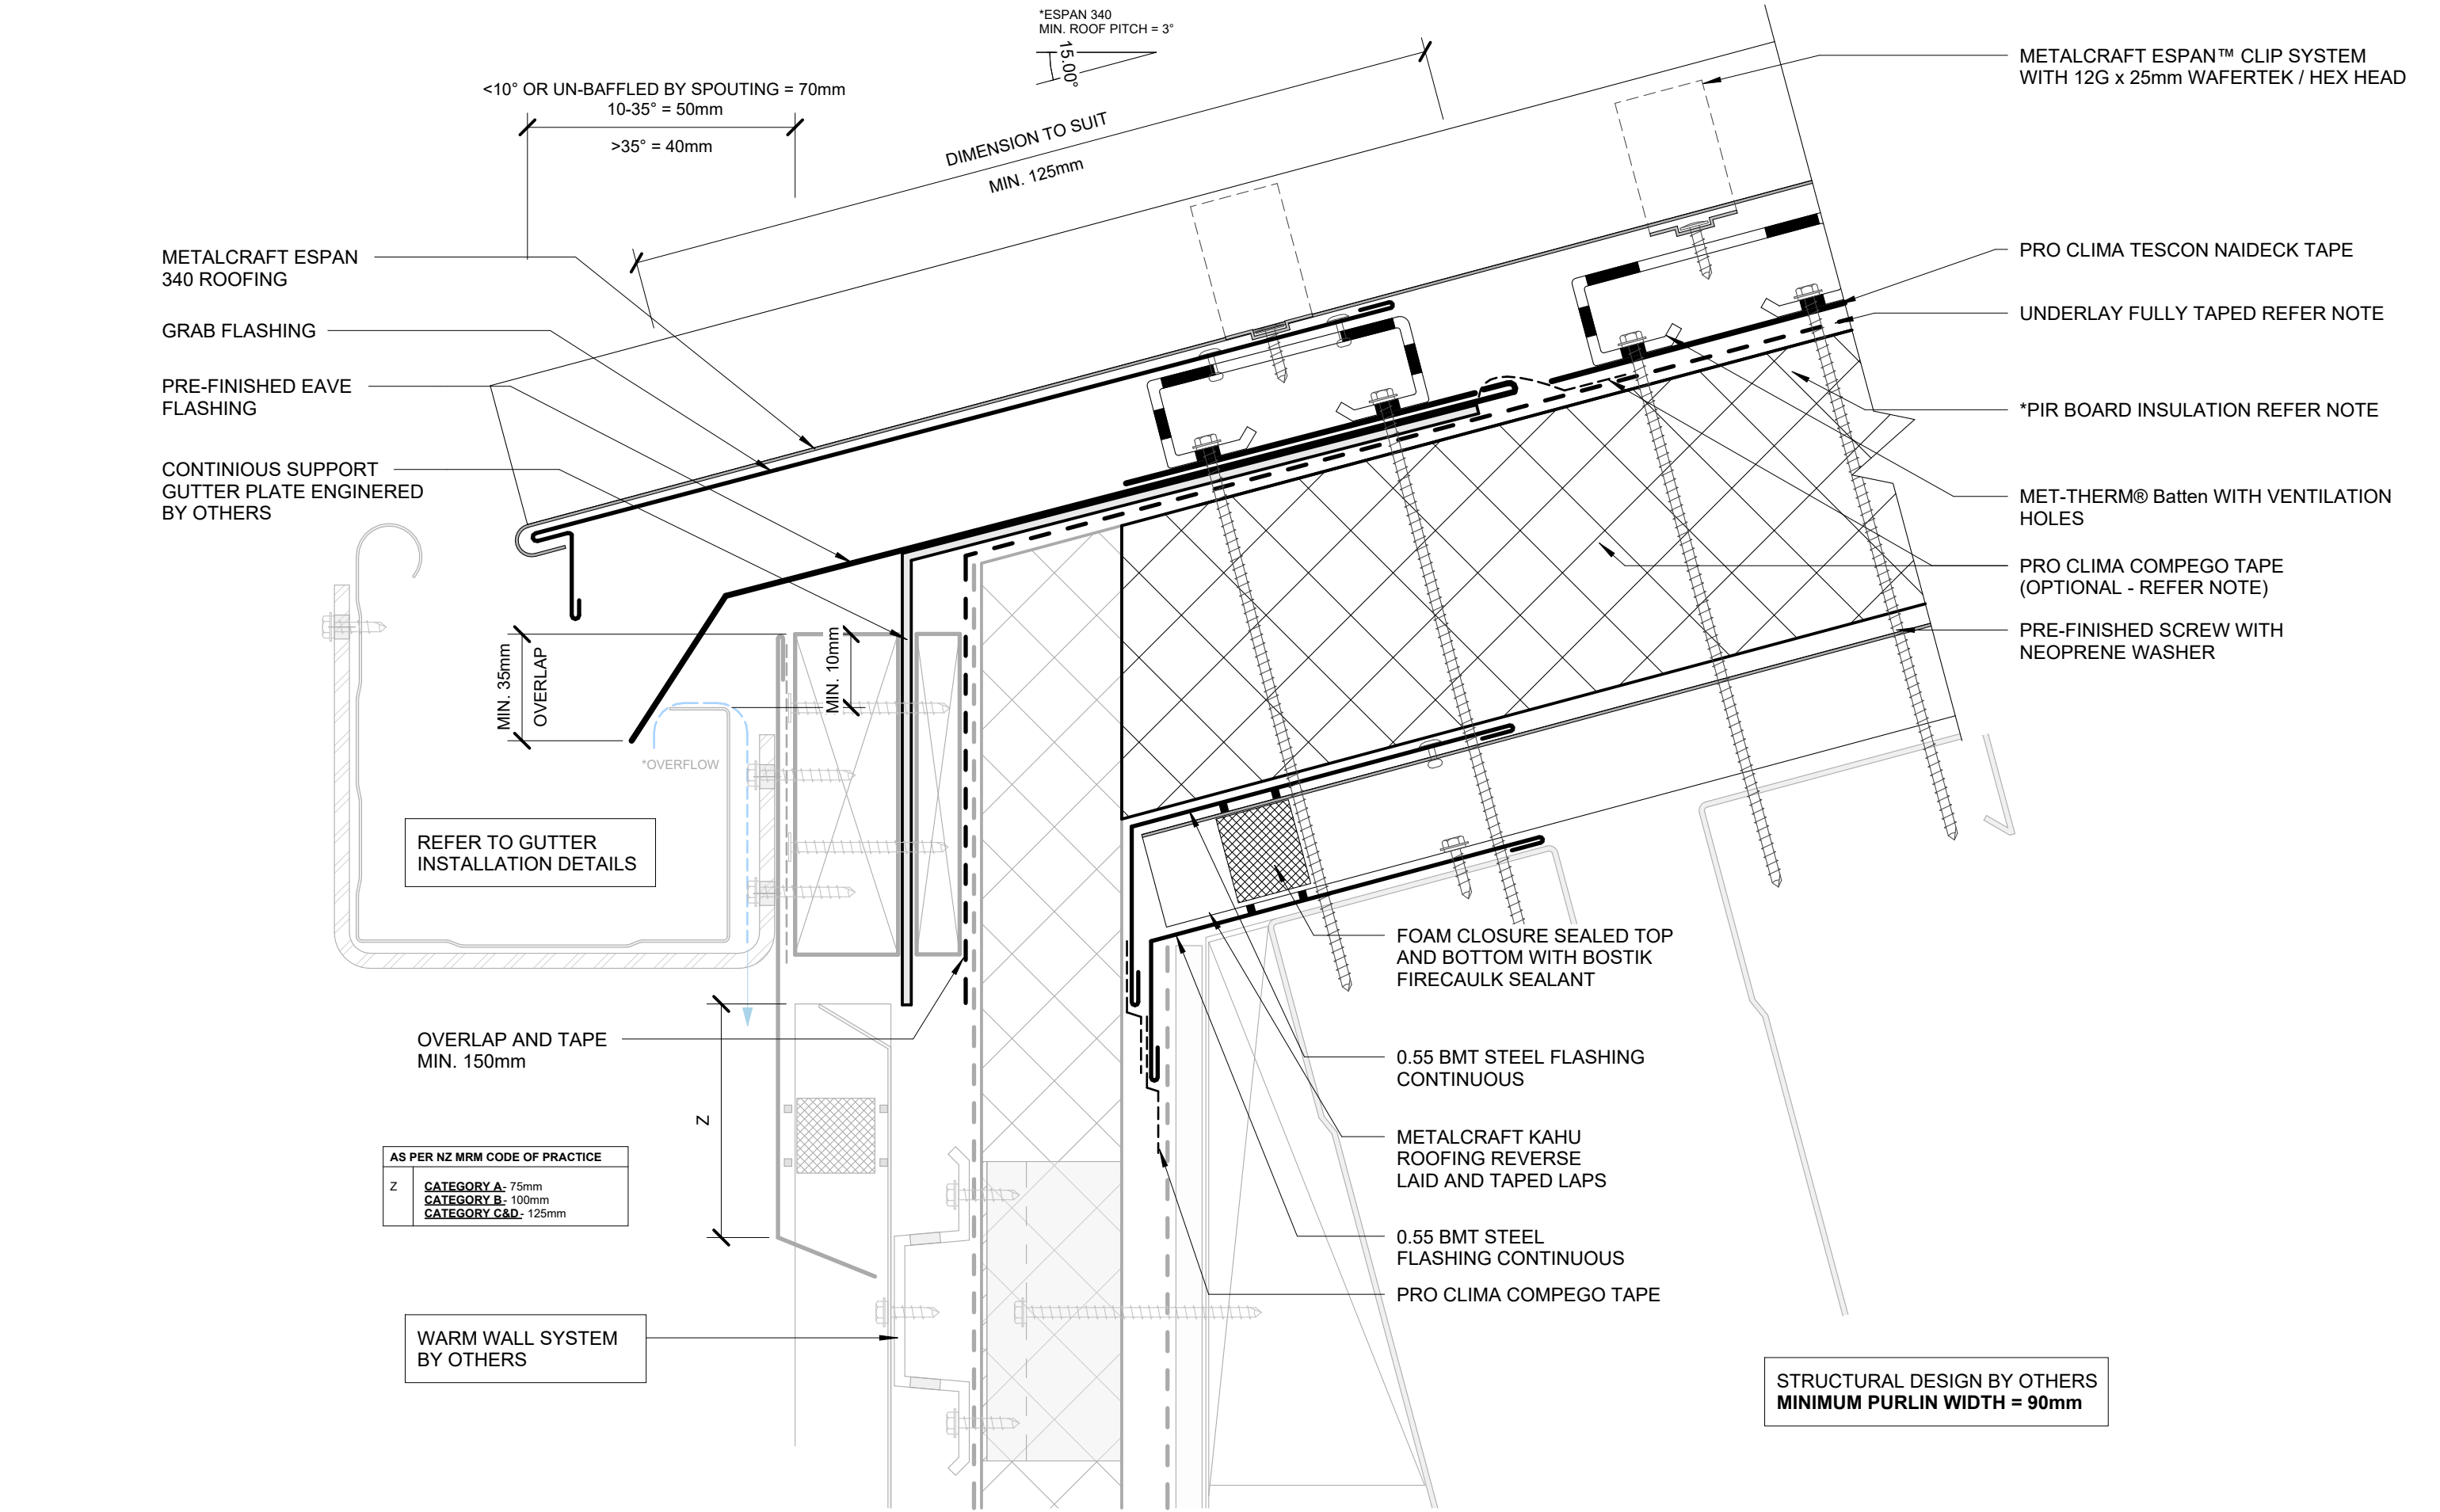 *ESPAN 340
MIN. ROOF PITCH = 3°
15.00°
<10° OR UN-BAFFLED BY SPOUTING = 70mm
10-35° = 50mm
>35° = 40mm
DIMENSION TO SUIT
MIN. 125mm
METALCRAFT ESPAN
340 ROOFING
GRAB FLASHING
PRE-FINISHED EAVE
FLASHING
CONTINIOUS SUPPORT
GUTTER PLATE ENGINERED
BY OTHERS
METALCRAFT ESPAN™ CLIP SYSTEM
WITH 12G x 25mm WAFERTEK / HEX HEAD
PRO CLIMA TESCON NAIDECK TAPE
UNDERLAY FULLY TAPED REFER NOTE
*PIR BOARD INSULATION REFER NOTE
MET-THERM® Batten WITH VENTILATION
HOLES
PRO CLIMA COMPEGO TAPE
(OPTIONAL - REFER NOTE)
PRE-FINISHED SCREW WITH
NEOPRENE WASHER
MIN. 35mm
OVERLAP
MIN. 10mm
*OVERFLOW
REFER TO GUTTER
INSTALLATION DETAILS
OVERLAP AND TAPE
MIN. 150mm
Z
AS PER NZ MRM CODE OF PRACTICE
Z CATEGORY A - 75mm
CATEGORY B - 100mm
CATEGORY C&D - 125mm
WARM WALL SYSTEM
BY OTHERS
FOAM CLOSURE SEALED TOP
AND BOTTOM WITH BOSTIK
FIRECAULK SEALANT
0.55 BMT STEEL FLASHING
CONTINUOUS
METALCRAFT KAHU
ROOFING REVERSE
LAID AND TAPED LAPS
0.55 BMT STEEL
FLASHING CONTINUOUS
PRO CLIMA COMPEGO TAPE
STRUCTURAL DESIGN BY OTHERS
MINIMUM PURLIN WIDTH = 90mm